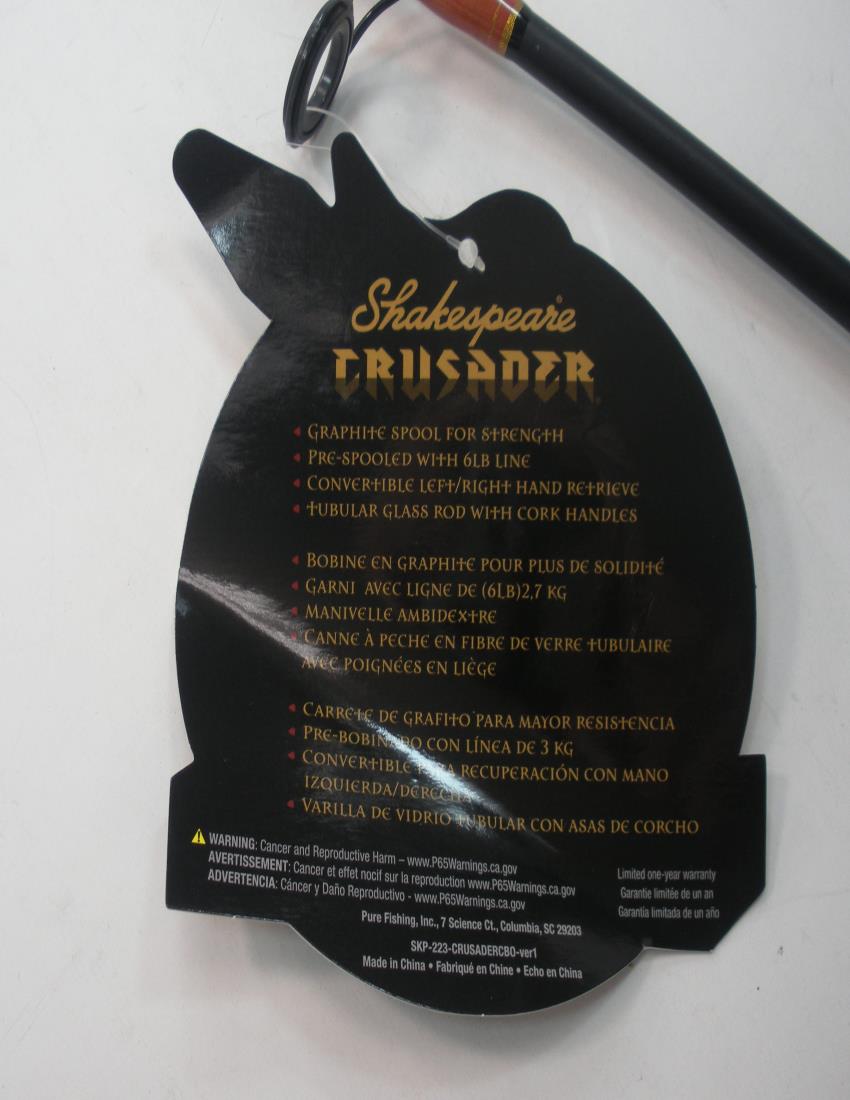 Shakespeare®
CRUSADER
GRAPHITE SPOOL FOR STRENGTH
PRE-SPOOLED WITH 6LB LINE
CONVERTIBLE LEFT/RIGHT HAND RETRIEVE
TUBULAR GLASS ROD WITH CORK HANDLES
BOBINE EN GRAPHITE POUR PLUS DE SOLIDITÉ
GARNI AVEC LIGNE DE (6LB)2,7 KG
MANIVELLE AMBIDEXTRE
CANNE À PECHE EN FIBRE DE VERRE TUBULAIRE
AVEC POIGNÉES EN LIÈGE
CARRETE DE GRAFITO PARA MAYOR RESISTENCIA
PRE-BOBINADO CON LÍNEA DE 3 KG
CONVERTIBLE PARA RECUPERACIÓN CON MANO
IZQUIERDA/DERECHA
VARILLA DE VIDRIO TUBULAR CON ASAS DE CORCHO
WARNING: Cancer and Reproductive Harm – www.P65Warnings.ca.gov
AVERTISSEMENT: Cancer et effet nocif sur la reproduction www.P65Warnings.ca.gov
ADVERTENCIA: Cáncer y Daño Reproductivo - www.P65Warnings.ca.gov
Limited one-year warranty
Garantie limitée de un an
Garantía limitada de un año
Pure Fishing, Inc., 7 Science Ct., Columbia, SC 29203
SKP-223-CRUSADERCBO-ver1
Made in China • Fabriqué en Chine • Echo en China